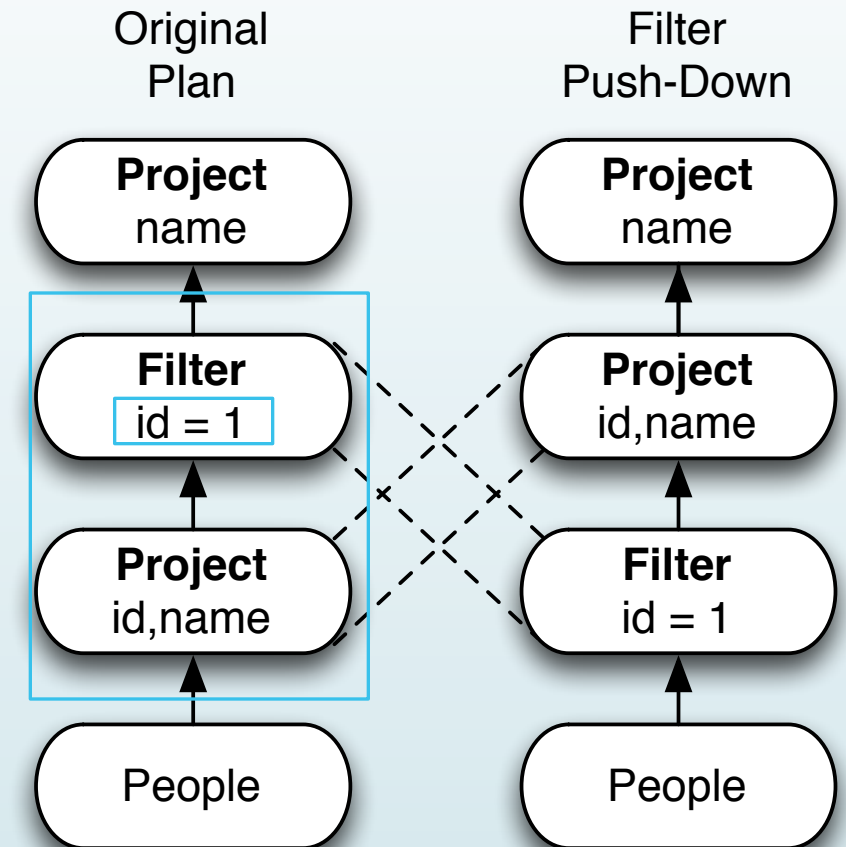 Original
Plan
Project
name
Filter
id = 1
Project
id,name
People
Filter
Push-Down
Project
name
Project
id,name
Filter
id = 1
People